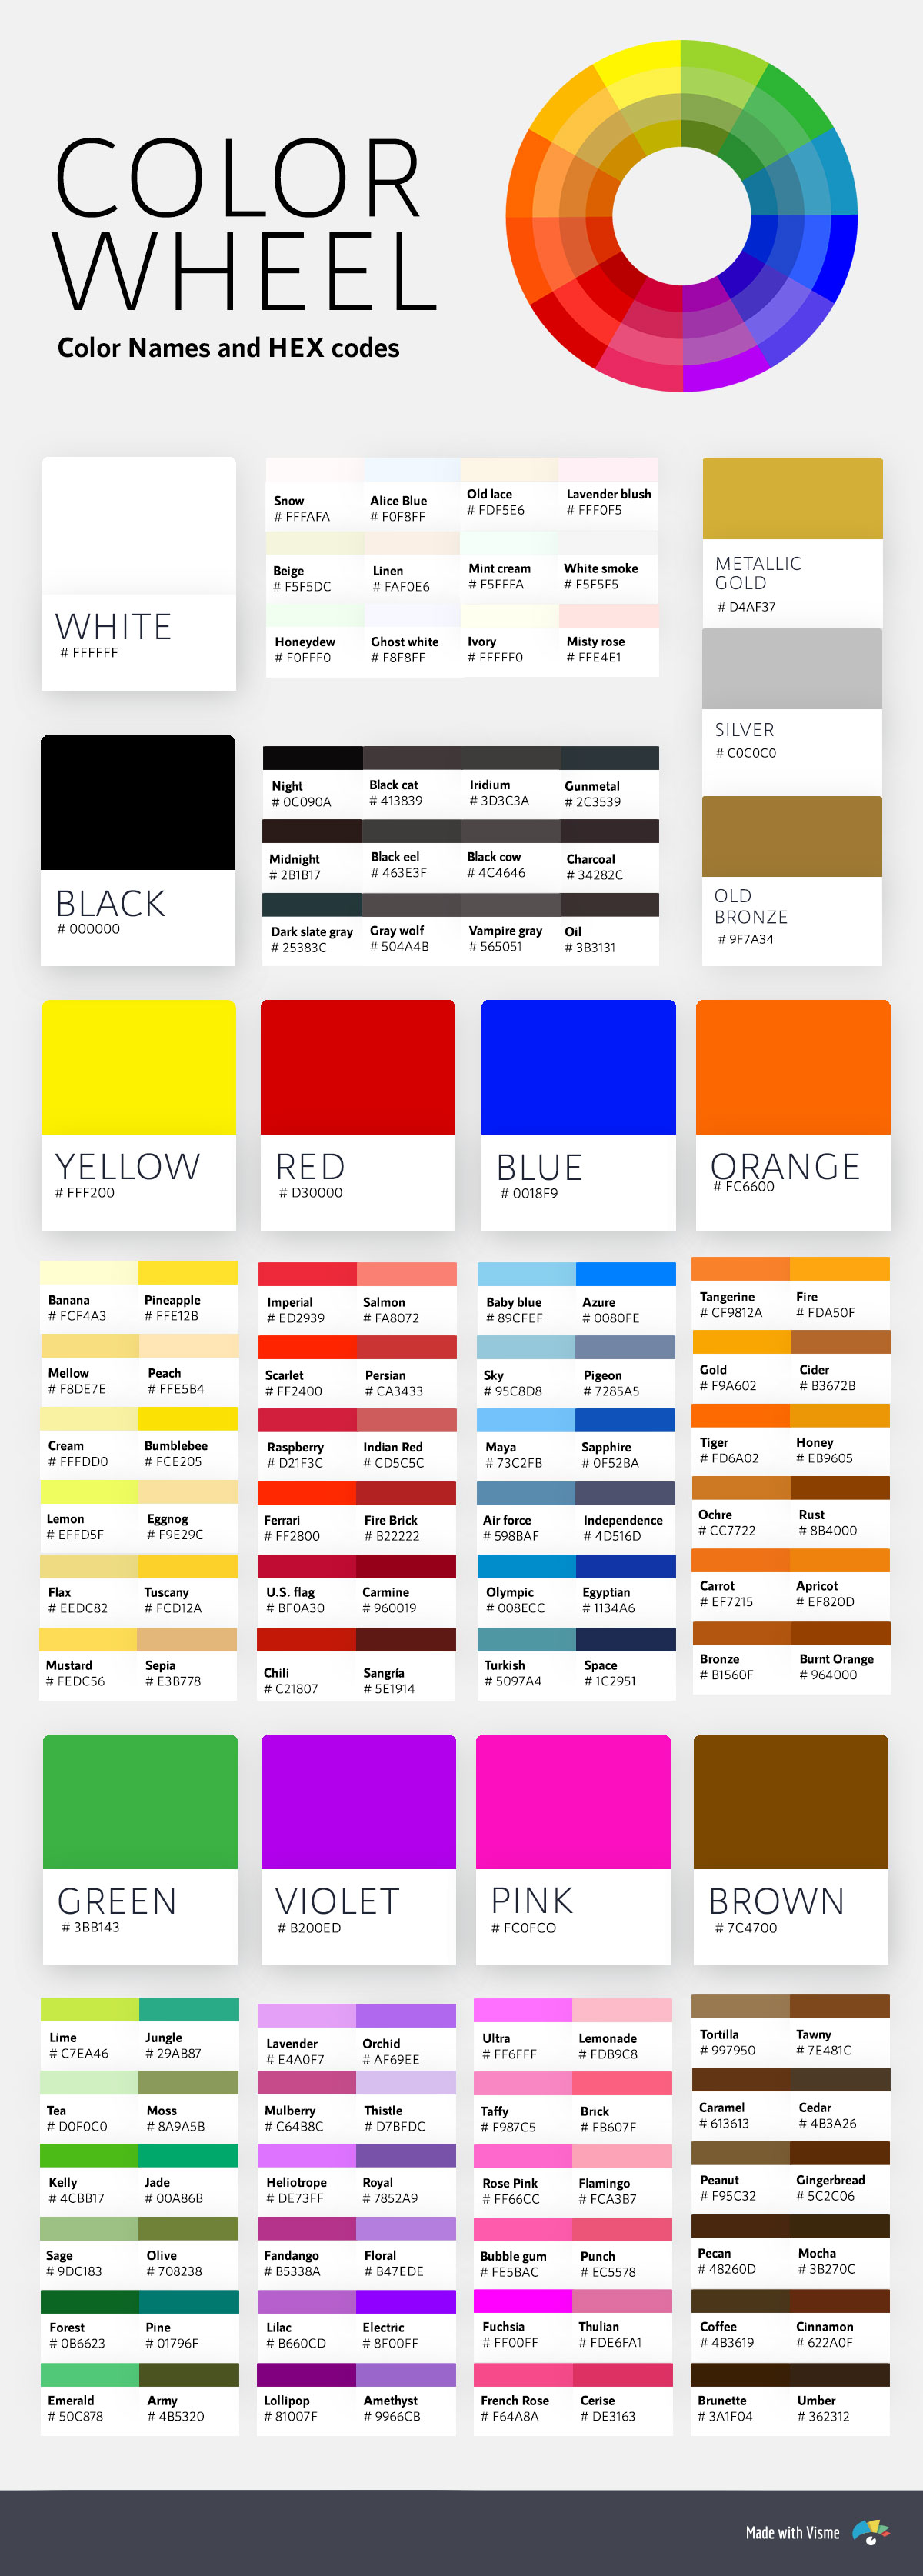 COLOR
WHEEL
Color Names and HEX codes
WHITE
# FFFFFF
Snow
# FFFAFA
Alice Blue
# F0F8FF
Old lace
# FDF5E6
Lavender blush
# FFF0F5
Beige
# F5F5DC
Linen
# FAF0E6
Mint cream
# F5FFFA
White smoke
# F5F5F5
Honeydew
# F0FFF0
Ghost white
# F8F8FF
Ivory
# FFFFF0
Misty rose
# FFE4E1
METALLIC
GOLD
# D4AF37
SILVER
# C0C0C0
OLD
BRONZE
# 9F7A34
BLACK
# 000000
Night
# 0C090A
Black cat
# 413839
Iridium
# 3D3C3A
Gunmetal
# 2C3539
Midnight
# 2B1B17
Black eel
# 463E3F
Black cow
# 4C4646
Charcoal
# 34282C
Dark slate gray
# 25383C
Gray wolf
# 504A4B
Vampire gray
# 565051
Oil
# 3B3131
YELLOW
# FFF200
RED
# D30000
BLUE
# 0018F9
ORANGE
# FC6600
Banana
# FCF4A3
Pineapple
# FFE12B
Mellow
# F8DE7E
Peach
# FFE5B4
Cream
# FFFDD0
Bumblebee
# FCE205
Lemon
# EFFD5F
Eggnog
# F9E29C
Flax
# EEDC82
Tuscany
# FCD12A
Mustard
# FEDC56
Sepia
# E3B778
Imperial
# ED2939
Salmon
# FA8072
Scarlet
# FF2400
Persian
# CA3433
Raspberry
# D21F3C
Indian Red
# CD5C5C
Ferrari
# FF2800
Fire Brick
# B22222
U.S. flag
# BF0A30
Carmine
# 960019
Chili
# C21807
Sangría
# 5E1914
Baby blue
# 89CFEF
Azure
# 0080FE
Sky
# 95C8D8
Pigeon
# 7285A5
Maya
# 73C2FB
Sapphire
# 0F52BA
Air force
# 598BAF
Independence
# 4D516D
Olympic
# 008ECC
Egyptian
# 1134A6
Turkish
# 5097A4
Space
# 1C2951
Tangerine
# CF9812A
Fire
# FDA50F
Gold
# F9A602
Cider
# B3672B
Tiger
# FD6A02
Honey
# EB9605
Ochre
# CC7722
Rust
# 8B4000
Carrot
# EF7215
Apricot
# EF820D
Bronze
# B1560F
Burnt Orange
# 964000
GREEN
# 3BB143
VIOLET
# B200ED
PINK
# FC0FCO
BROWN
# 7C4700
Lime
# C7EA46
Jungle
# 29AB87
Tea
# D0F0C0
Moss
# 8A9A5B
Kelly
# 4CBB17
Jade
# 00A86B
Sage
# 9DC183
Olive
# 708238
Forest
# 0B6623
Pine
# 01796F
Emerald
# 50C878
Army
# 4B5320
Lavender
# E4A0F7
Orchid
# AF69EE
Mulberry
# C64B8C
Thistle
# D7BFDC
Heliotrope
# DE73FF
Royal
# 7852A9
Fandango
# B5338A
Floral
# B47EDE
Lilac
# B660CD
Electric
# 8F00FF
Lollipop
# 81007F
Amethyst
# 9966CB
Ultra
# FF6FFF
Lemonade
# FDB9C8
Taffy
# F987C5
Brick
# FB607F
Rose Pink
# FF66CC
Flamingo
# FCA3B7
Bubble gum
# FE5BAC
Punch
# EC5578
Fuchsia
# FF00FF
Thulian
# FDE6FA1
French Rose
# F64A8A
Cerise
# DE3163
Tortilla
# 997950
Tawny
# 7E481C
Caramel
# 613613
Cedar
# 4B3A26
Peanut
# F95C32
Gingerbread
# 5C2C06
Pecan
# 48260D
Mocha
# 3B270C
Coffee
# 4B3619
Cinnamon
# 622A0F
Brunette
# 3A1F04
Umber
# 362312
Made with Visme